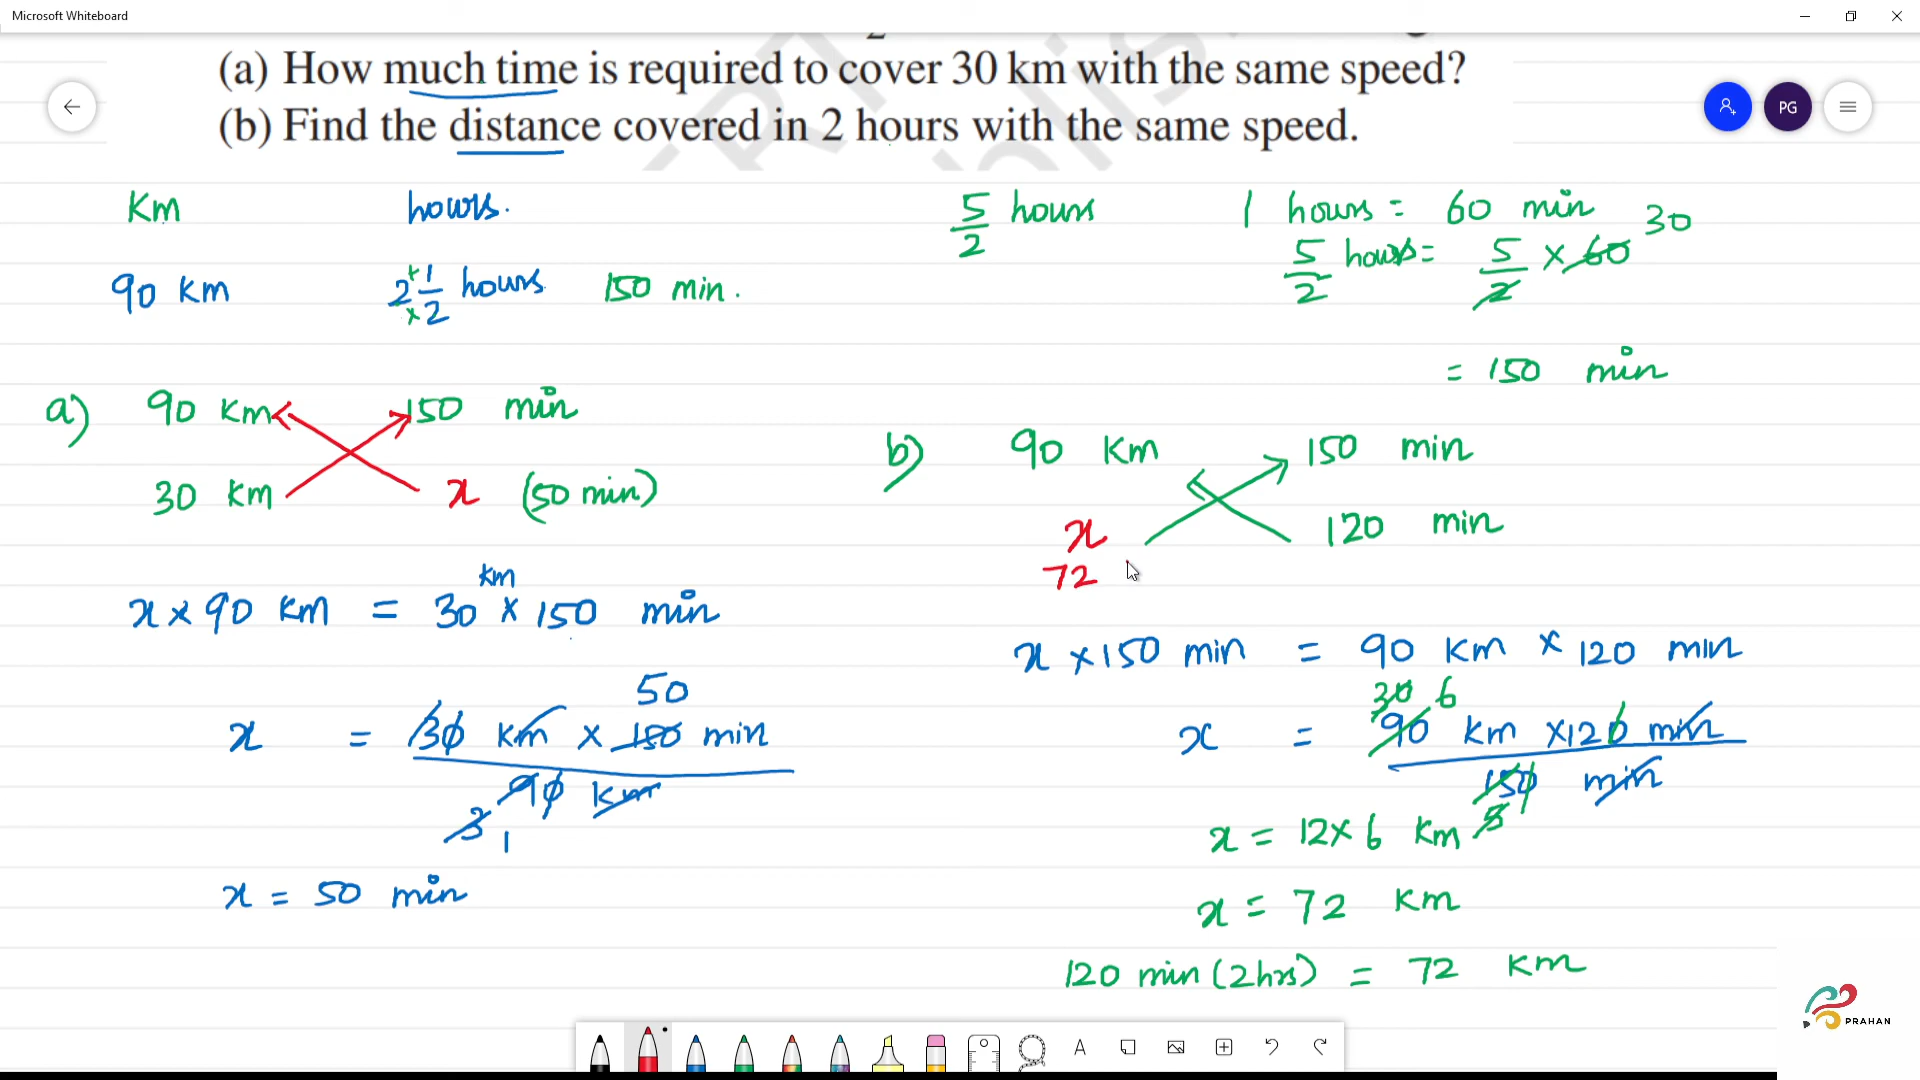 Microsoft Whiteboard
(a) How much time is required to cover 30 km with the same speed?
(b) Find the distance covered in 2 hours with the same speed.
PG
Km hours.
90 Km 2 1/2 hours 150 min.
5/2 hours
1 hours = 60 min
5/2 hours = 5/2 × 60 30
= 150 min
a) 90 Km 150 min
30 Km x (50 min)
x × 90 Km = 30 km × 150 min
50
x = 30 Km × 150 min
90 Km
3 1
x = 50 min
b) 90 Km 150 min
x 120 min
72
x × 150 min = 90 Km × 120 min
30 6
x = 90 Km × 120 min
150 min
5
x = 12 × 6 Km
x = 72 Km
120 min (2hrs) = 72 Km
A
PRAHAN